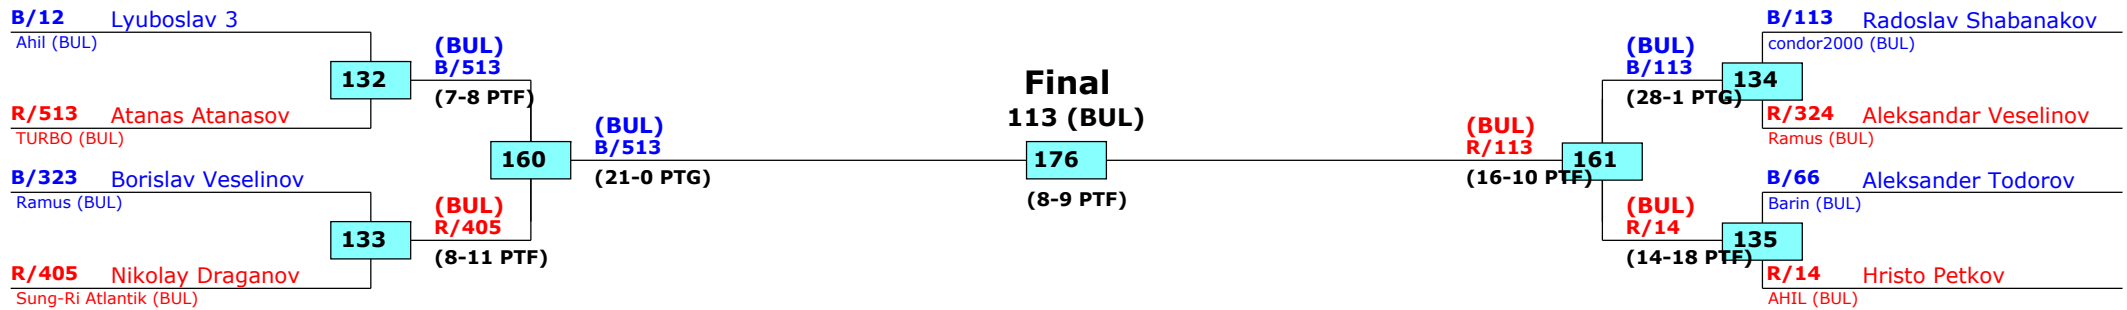 B/12 Lyuboslav 3
Ahil (BUL)
132
R/513 Atanas Atanasov
TURBO (BUL)
(BUL)
B/513
(7-8 PTF)
B/323 Borislav Veselinov
Ramus (BUL)
133
R/405 Nikolay Draganov
Sung-Ri Atlantik (BUL)
(BUL)
R/405
(8-11 PTF)
160
(BUL)
B/513
(21-0 PTG)
Final
113 (BUL)
176
(8-9 PTF)
(BUL)
R/113
(16-10 PTF)
161
(BUL)
B/113
(28-1 PTG)
134
B/113 Radoslav Shabanakov
condor2000 (BUL)
R/324 Aleksandar Veselinov
Ramus (BUL)
(BUL)
R/14
(14-18 PTF)
135
B/66 Aleksander Todorov
Barin (BUL)
R/14 Hristo Petkov
AHIL (BUL)